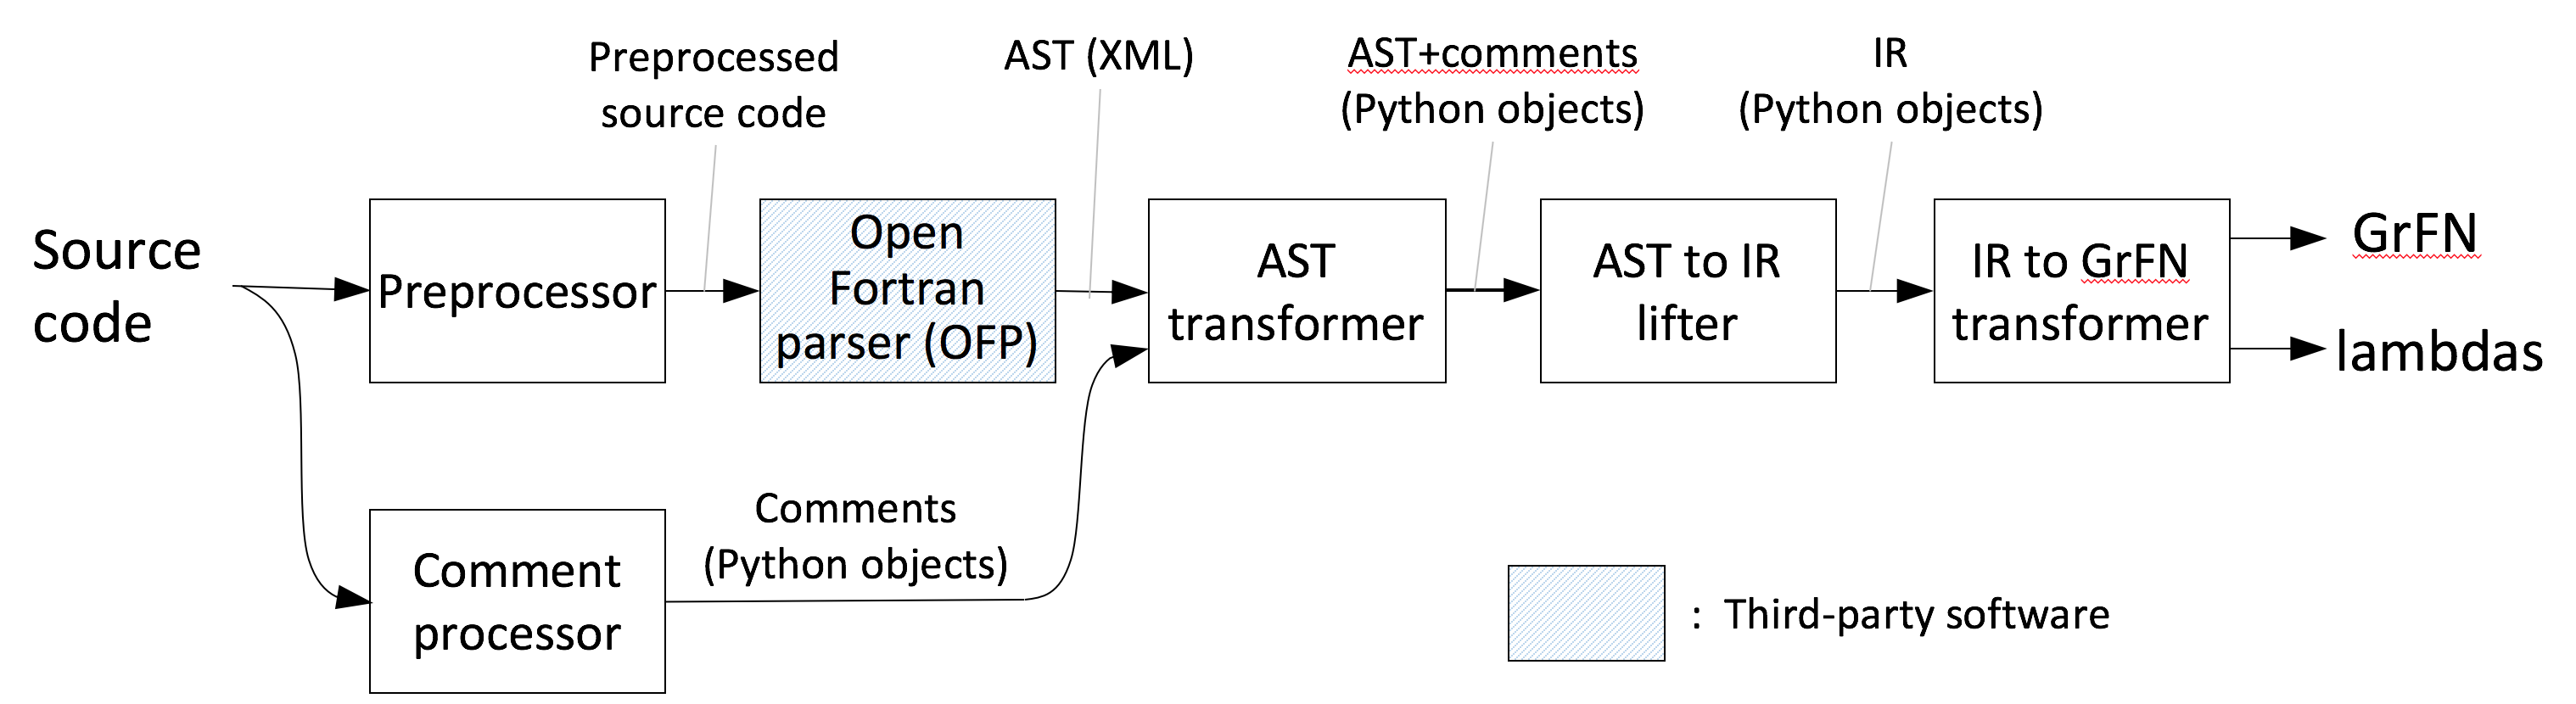 Preprocessed
source code
AST (XML)
AST+comments
(Python objects)
IR
(Python objects)
Source
code
Preprocessor
Open
Fortran
parser (OFP)
AST
transformer
AST to IR
lifter
IR to GrFN
transformer
GrFN
lambdas
Comment
processor
Comments
(Python objects)
: Third-party software